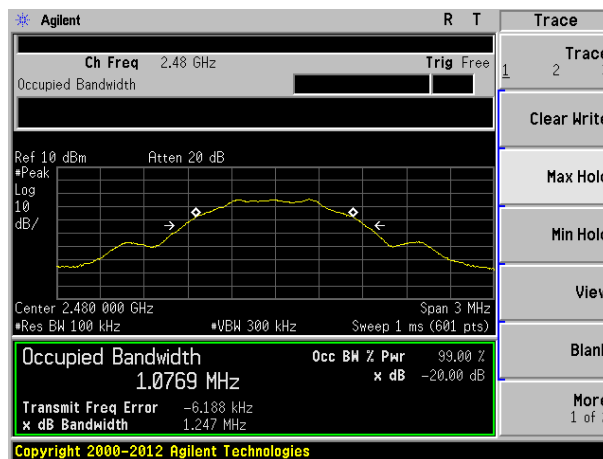 Agilent R T Trace
Ch Freq 2.48 GHz Trig Free
Occupied Bandwidth
Trace
1 2
Clear Write
Max Hold
Min Hold
View
Blank
More
1 of
Ref 10 dBm Atten 20 dB
#Peak
Log
10
dB/
Center 2.480 000 GHz Span 3 MHz
#Res BW 100 kHz #VBW 300 kHz Sweep 1 ms (601 pts)
Occupied Bandwidth Occ BW % Pwr 99.00 %
1.0769 MHz x dB -20.00 dB
Transmit Freq Error -6.188 kHz
x dB Bandwidth 1.247 MHz
Copyright 2000-2012 Agilent Technologies